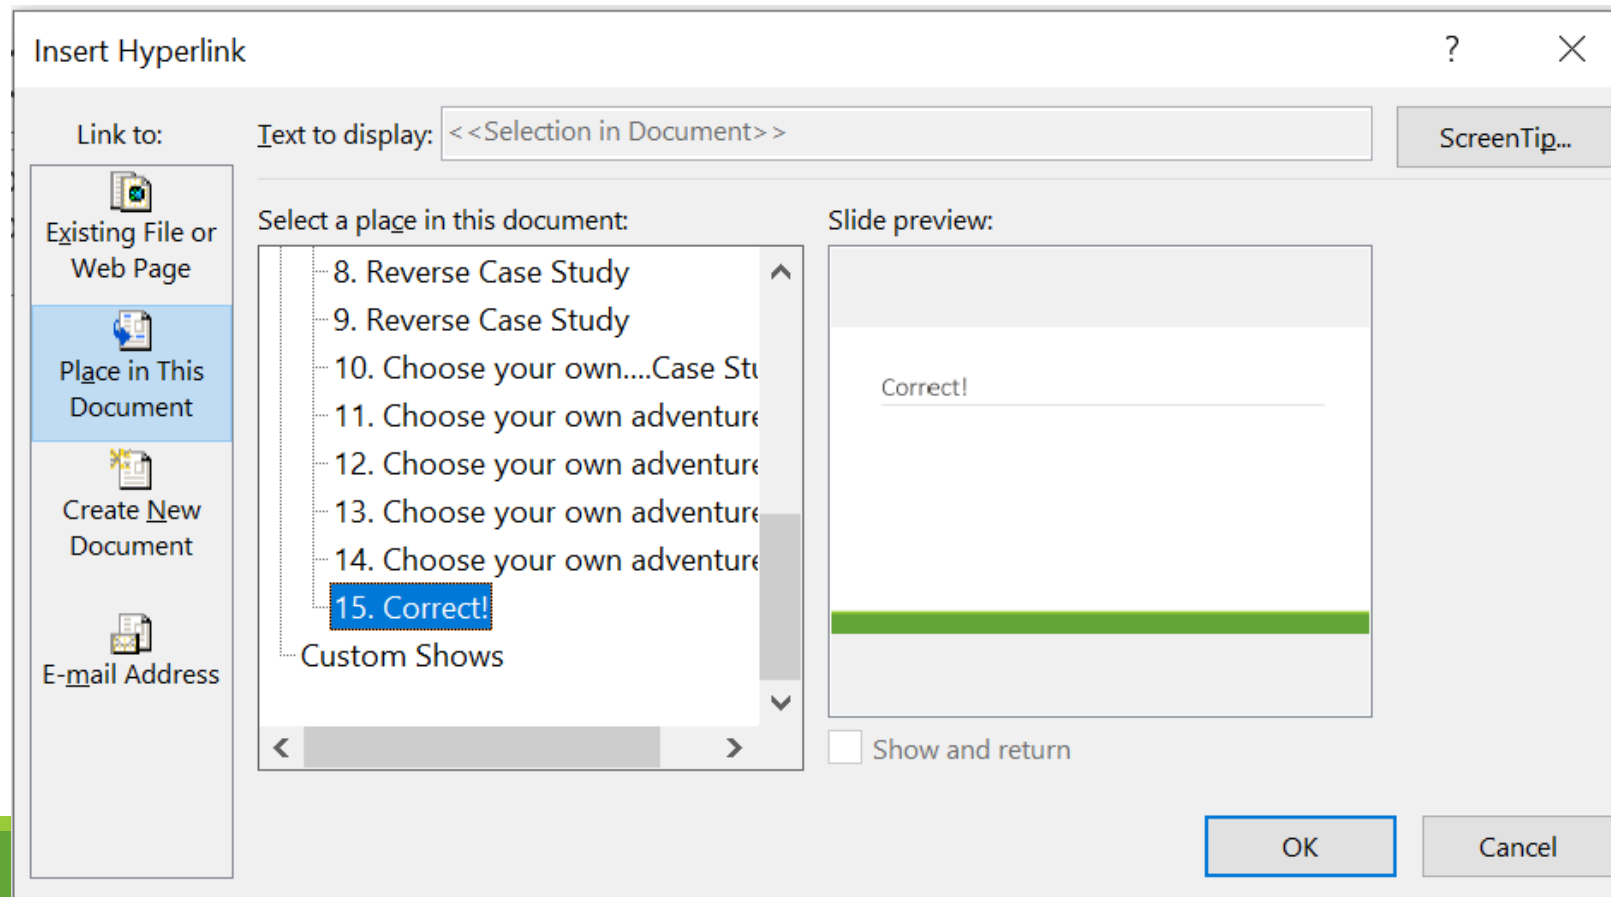 Insert Hyperlink
?
Link to:
Text to display:
<<Selection in Document>>
ScreenTip...
Existing File or
Web Page
Place in This
Document
Create New
Document
E-mail Address
Select a place in this document:
8. Reverse Case Study
9. Reverse Case Study
10. Choose your own....Case Stu
11. Choose your own adventure
12. Choose your own adventure
13. Choose your own adventure
14. Choose your own adventure
15. Correct!
Custom Shows
Slide preview:
Correct!
Show and return
OK
Cancel